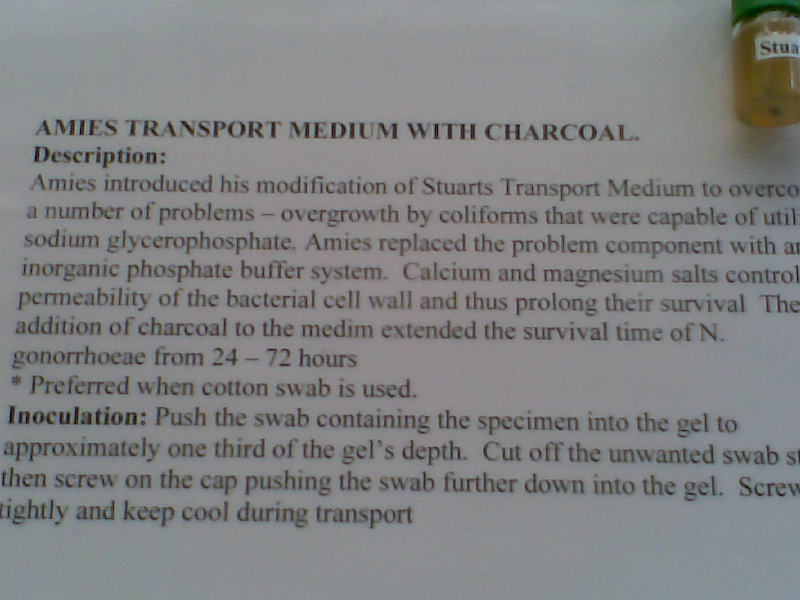 Stua
AMIES TRANSPORT MEDIUM WITH CHARCOAL.
Description:
Amies introduced his modification of Stuarts Transport Medium to overco
a number of problems – overgrowth by coliforms that were capable of util
sodium glycerophosphate. Amies replaced the problem component with an
inorganic phosphate buffer system. Calcium and magnesium salts control
permeability of the bacterial cell wall and thus prolong their survival The
addition of charcoal to the medim extended the survival time of N.
gonorrhoeae from 24 – 72 hours
* Preferred when cotton swab is used.
Inoculation: Push the swab containing the specimen into the gel to
approximately one third of the gel's depth. Cut off the unwanted swab st
then screw on the cap pushing the swab further down into the gel. Screw
tightly and keep cool during transport